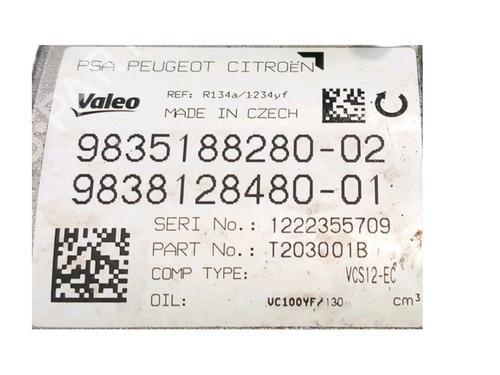 PSA PEUGEOT CITROËN
Valeo
REF: R134a/1234yf
MADE IN CZECH
9835188280-02
9838128480-01
SERI No.: 1222355709
PART No.: T203001B
COMP TYPE: VCS12-EC
OIL: VC100YF/130 cm³